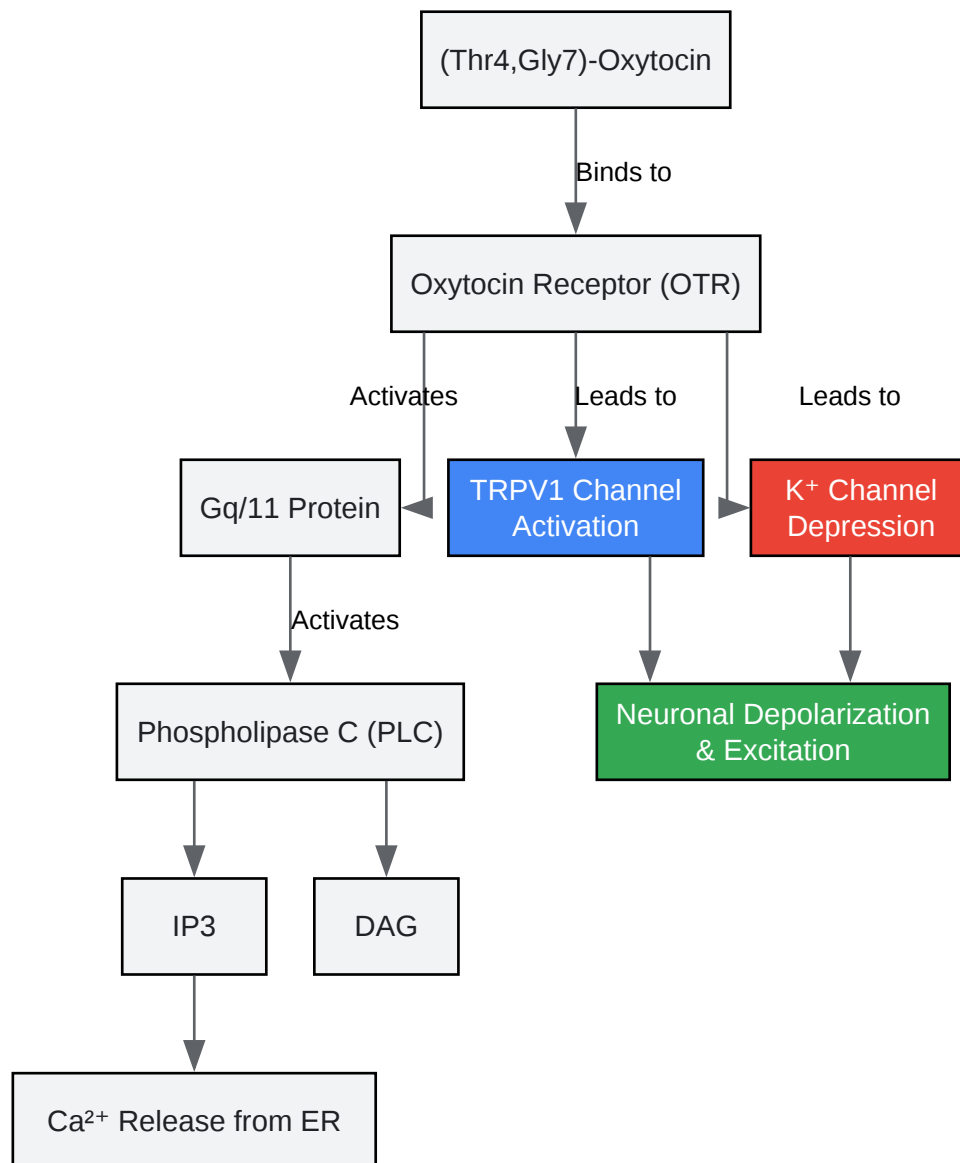 (Thr4,Gly7)-Oxytocin
Binds to
Oxytocin Receptor (OTR)
Activates
Leads to
Leads to
Gq/11 Protein
TRPV1 Channel
Activation
K⁺ Channel
Depression
Activates
Phospholipase C (PLC)
Neuronal Depolarization
& Excitation
IP3
DAG
Ca²⁺ Release from ER